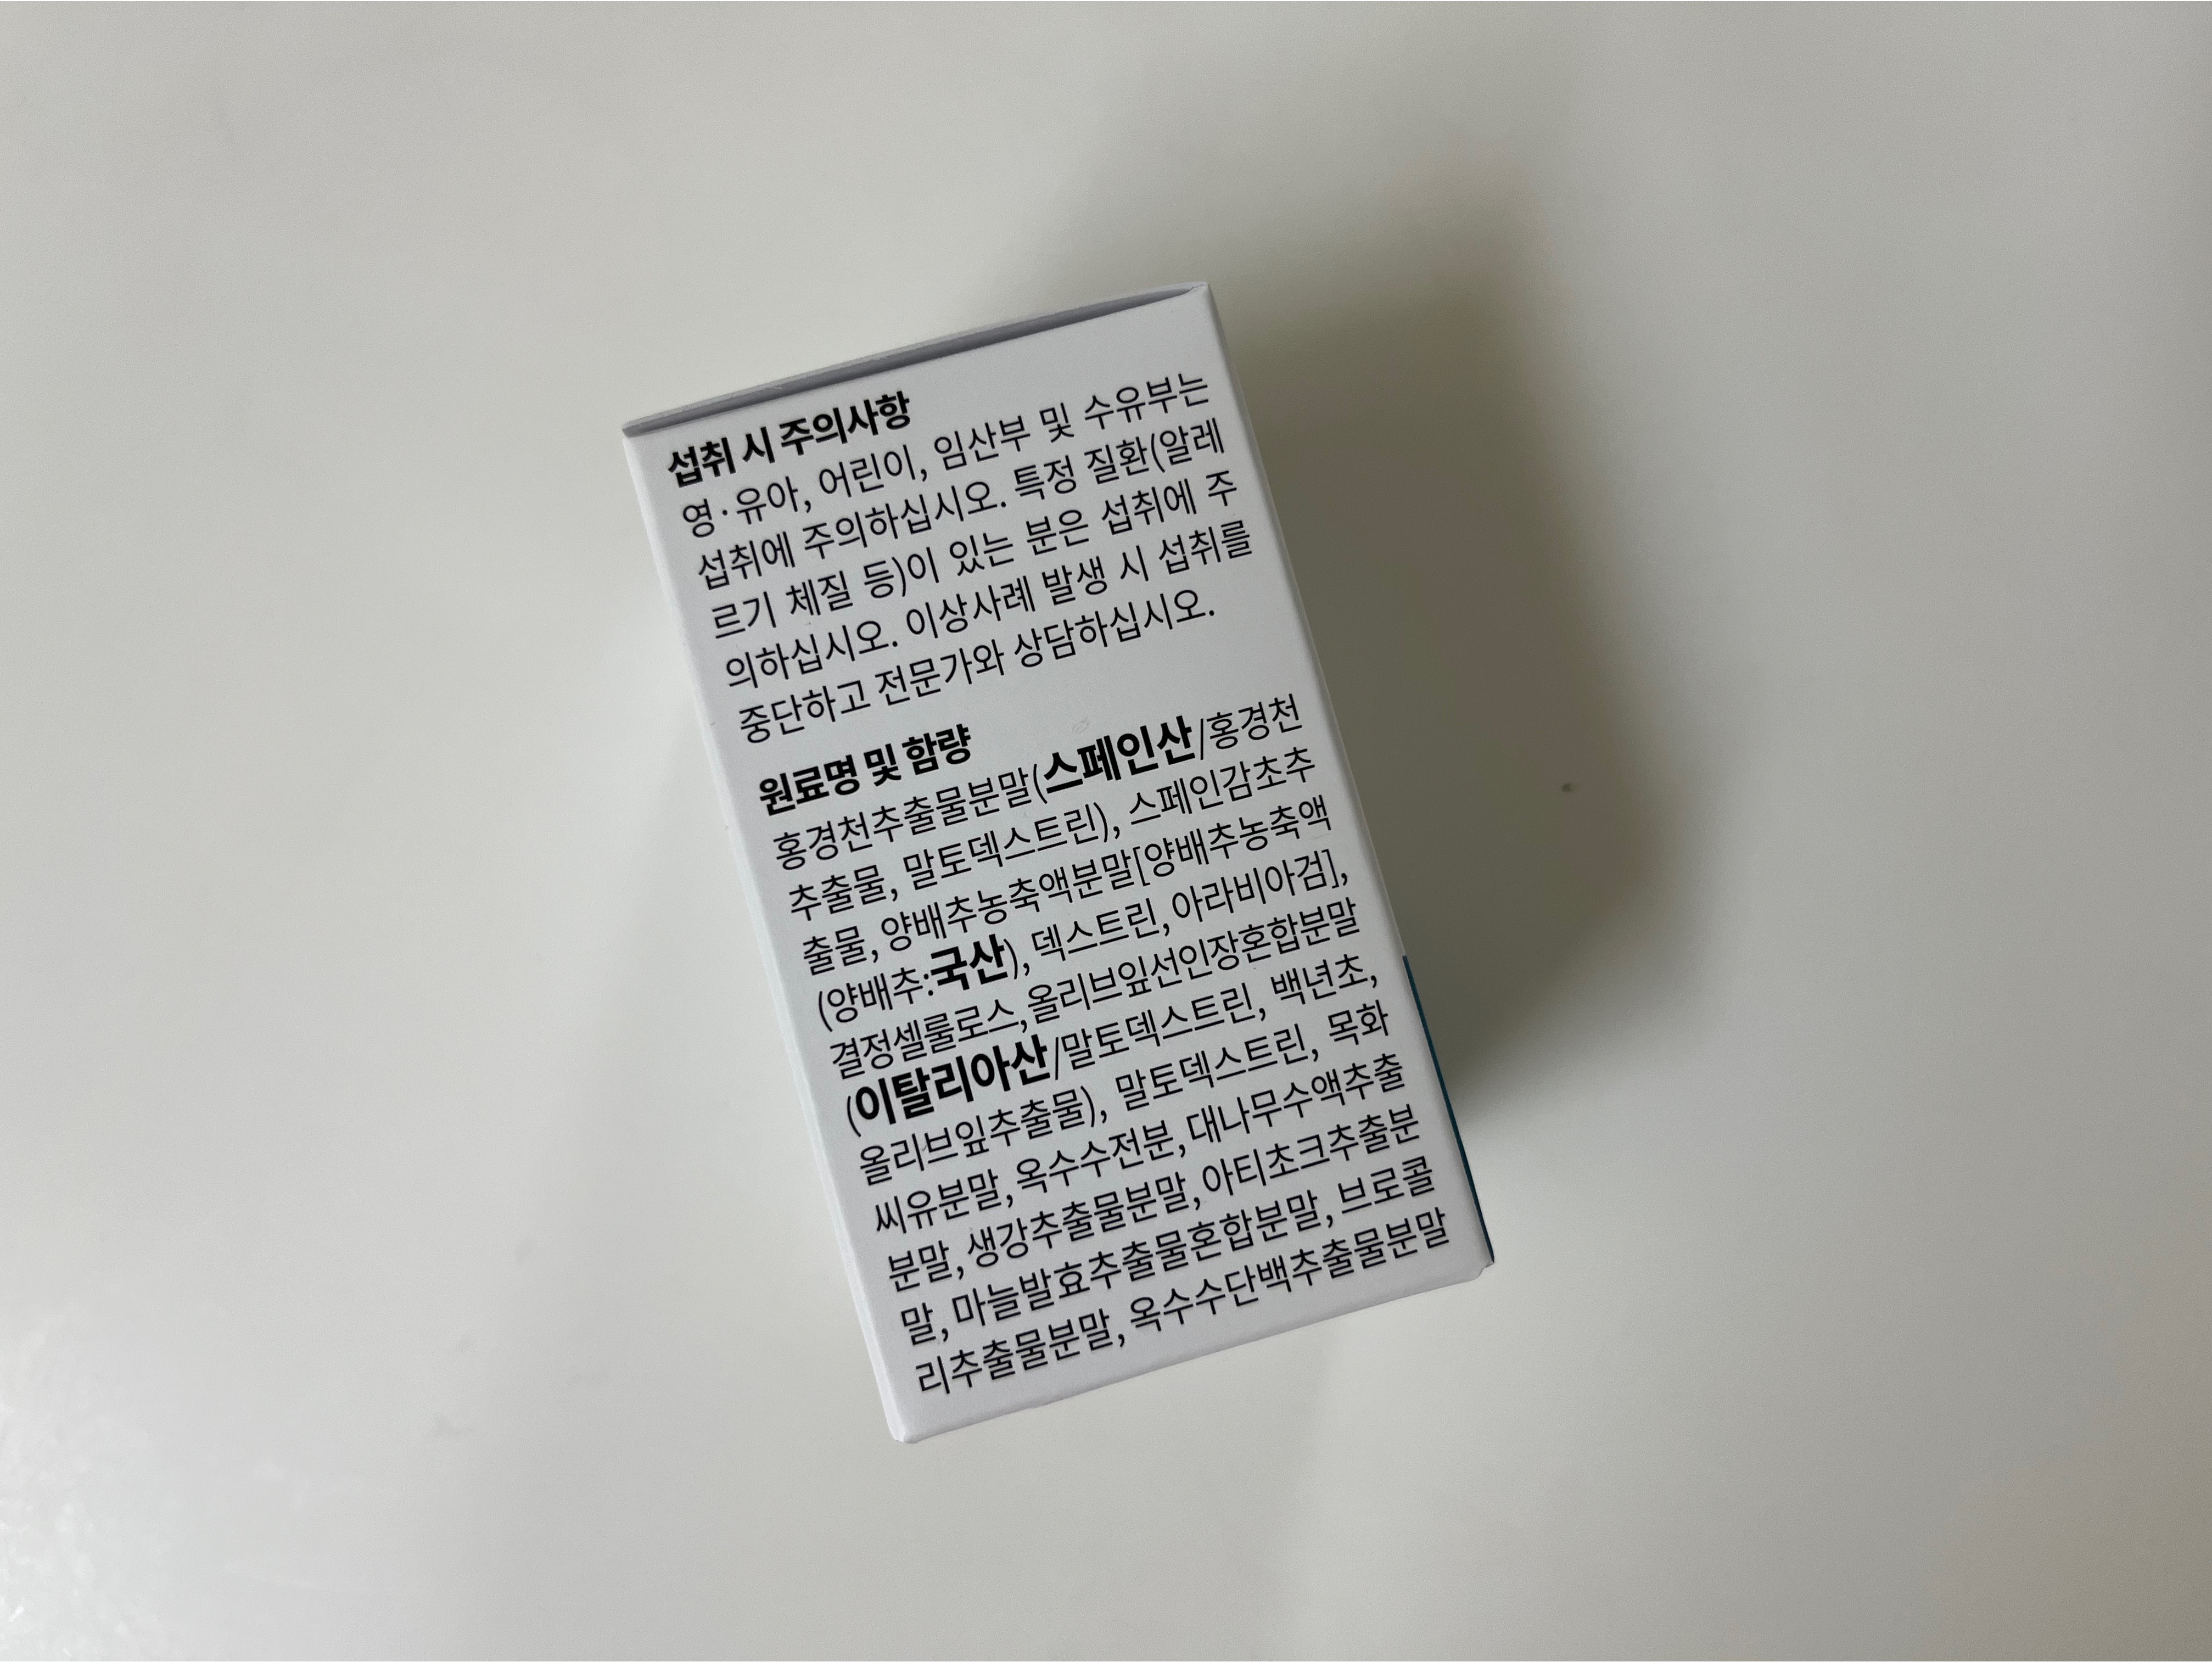 섭취 시 주의사항
영·유아, 어린이, 임산부 및 수유부는
섭취에 주의하십시오. 특정 질환(알레
르기 체질 등)이 있는 분은 섭취에 주
의하십시오. 이상사례 발생 시 섭취를
중단하고 전문가와 상담하십시오.
원료명 및 함량
홍경천추출물분말(스페인산/홍경천
추출물, 말토덱스트린), 스페인감초추
출물, 양배추농축액분말[양배추농축액
(양배추:국산), 덱스트린, 아라비아검],
결정셀룰로스, 올리브잎선인장혼합분말
(이탈리아산/말토덱스트린, 백년초,
올리브잎추출물), 말토덱스트린, 목화
씨유분말, 옥수수전분, 대나무수액추출
분말, 생강추출물분말, 아티초크추출분
말, 마늘발효추출물혼합분말, 브로콜
리추출물분말, 옥수수단백추출물분말